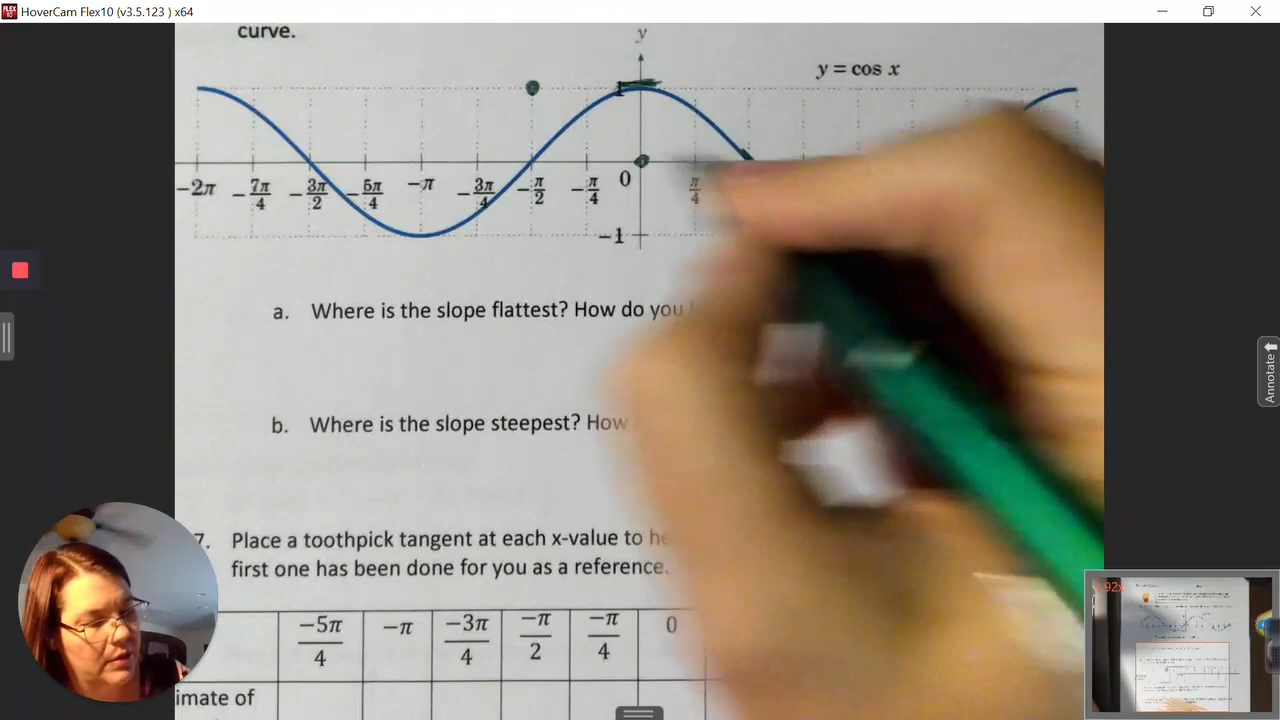 HoverCam Flex10 (v3.5.123 ) x64
curve.
y
y = cos x
1
−2π −7π/4 −3π/2 −5π/4 −π −3π/4 −π/2 −π/4 0 π/4
−1
a. Where is the slope flattest? How do you
b. Where is the slope steepest? How
7. Place a toothpick tangent at each x-value to
first one has been done for you as a reference.
−5π/4 −π −3π/4 −π/2 −π/4 0
imate of
Annotate